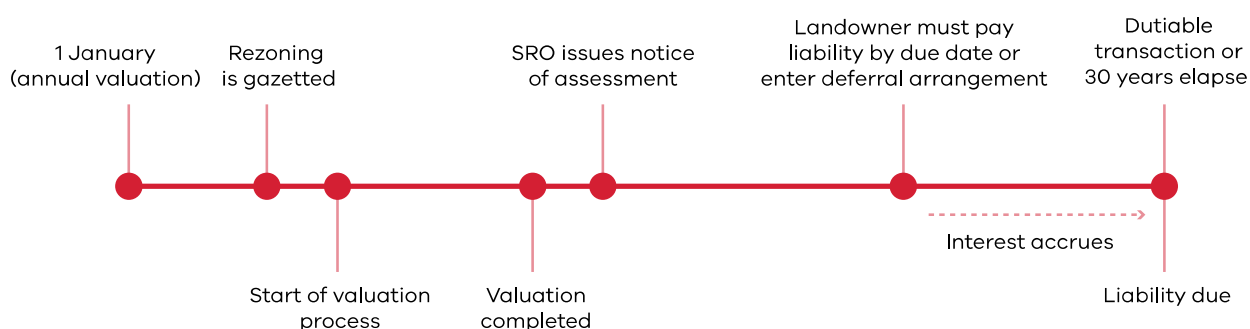 1 January
(annual valuation)
Rezoning
is gazetted
SRO issues notice
of assessment
Landowner must pay
liability by due date or
enter deferral arrangement
Dutiable
transaction or
30 years elapse
Interest accrues
Start of valuation
process
Valuation
completed
Liability due